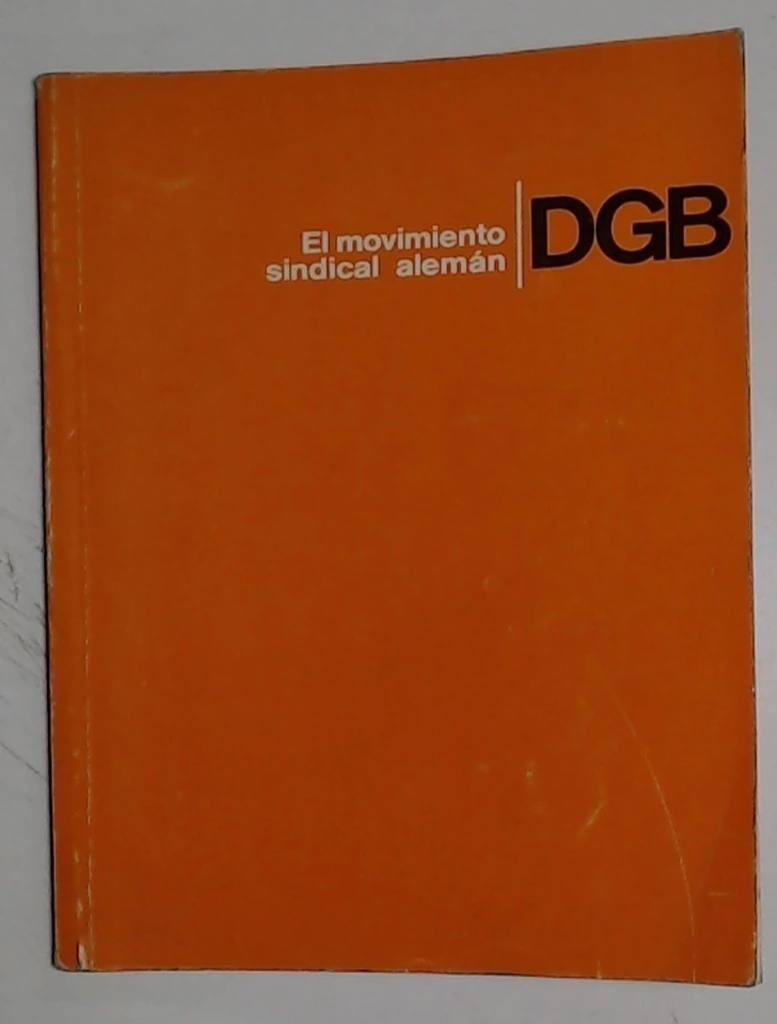 El movimiento
sindical alemán
DGB